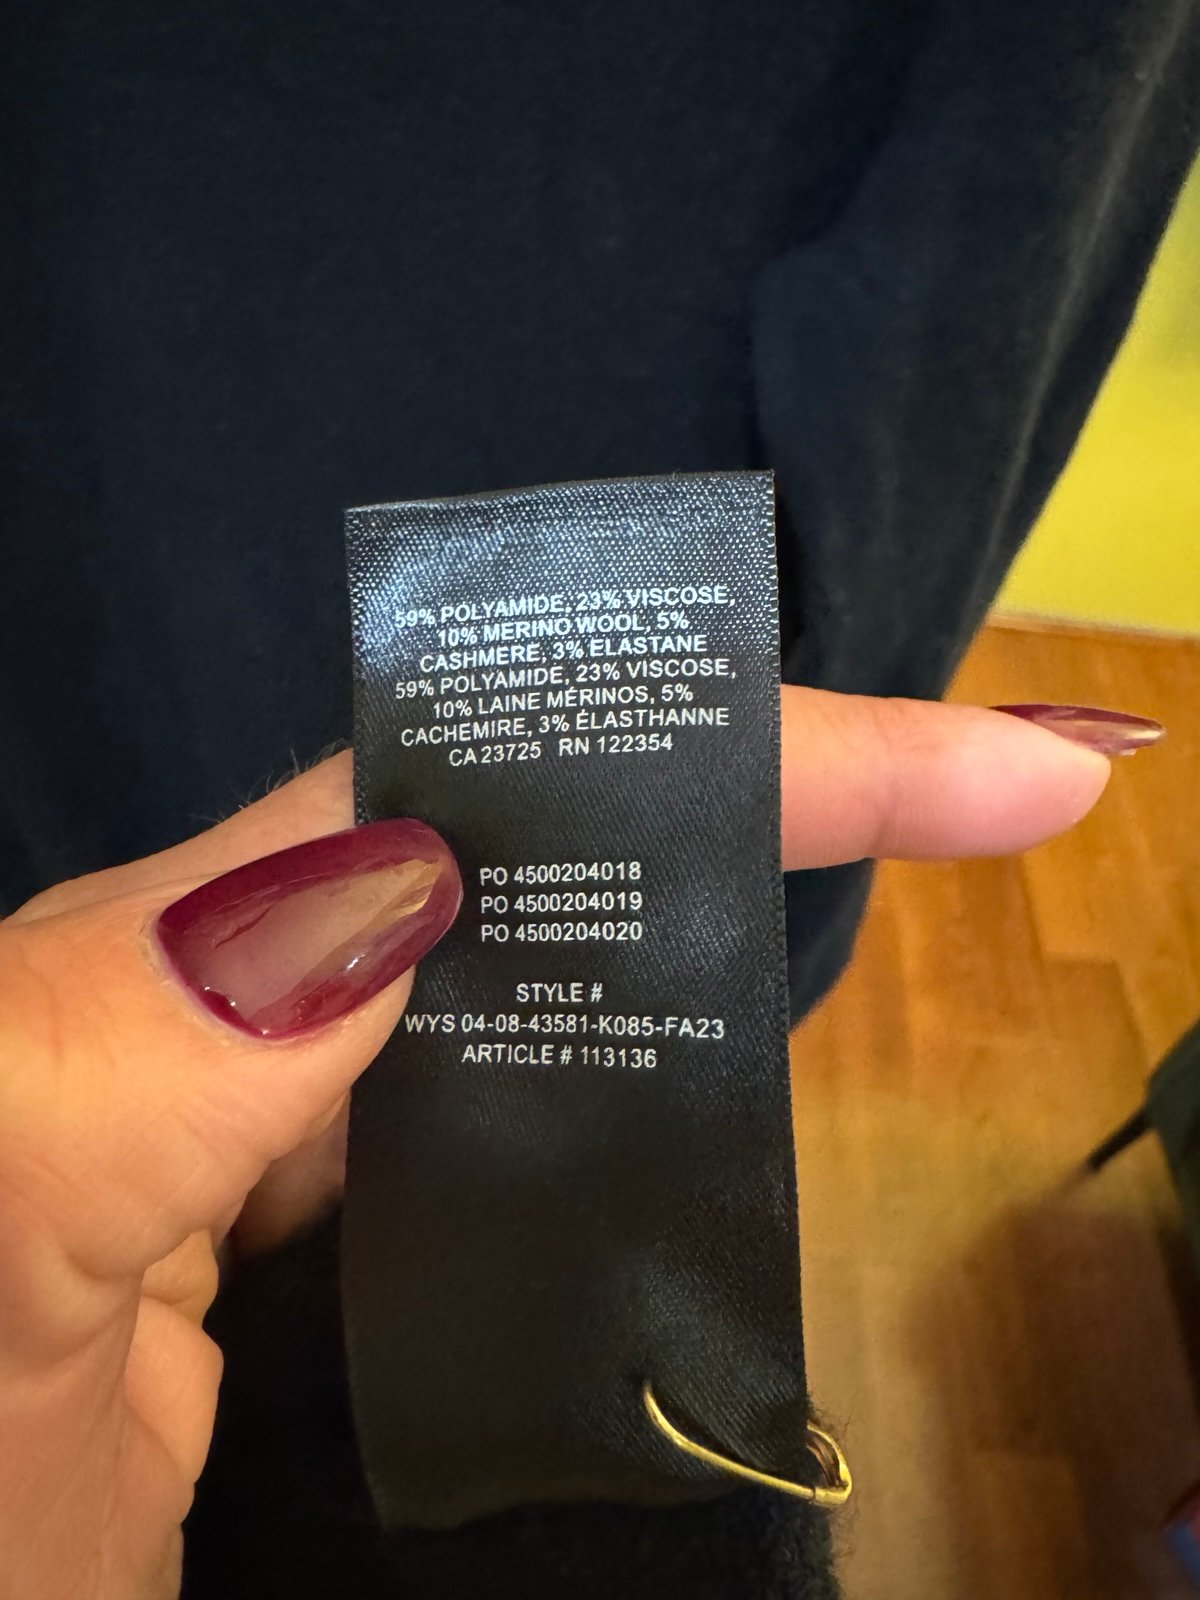 59% POLYAMIDE, 23% VISCOSE,
10% MERINO WOOL, 5%
CASHMERE, 3% ELASTANE
59% POLYAMIDE, 23% VISCOSE,
10% LAINE MÉRINOS, 5%
CACHEMIRE, 3% ÉLASTHANNE
CA 23725 RN 122354
PO 4500204018
PO 4500204019
PO 4500204020
STYLE #
WYS 04-08-43581-K085-FA23
ARTICLE # 113136